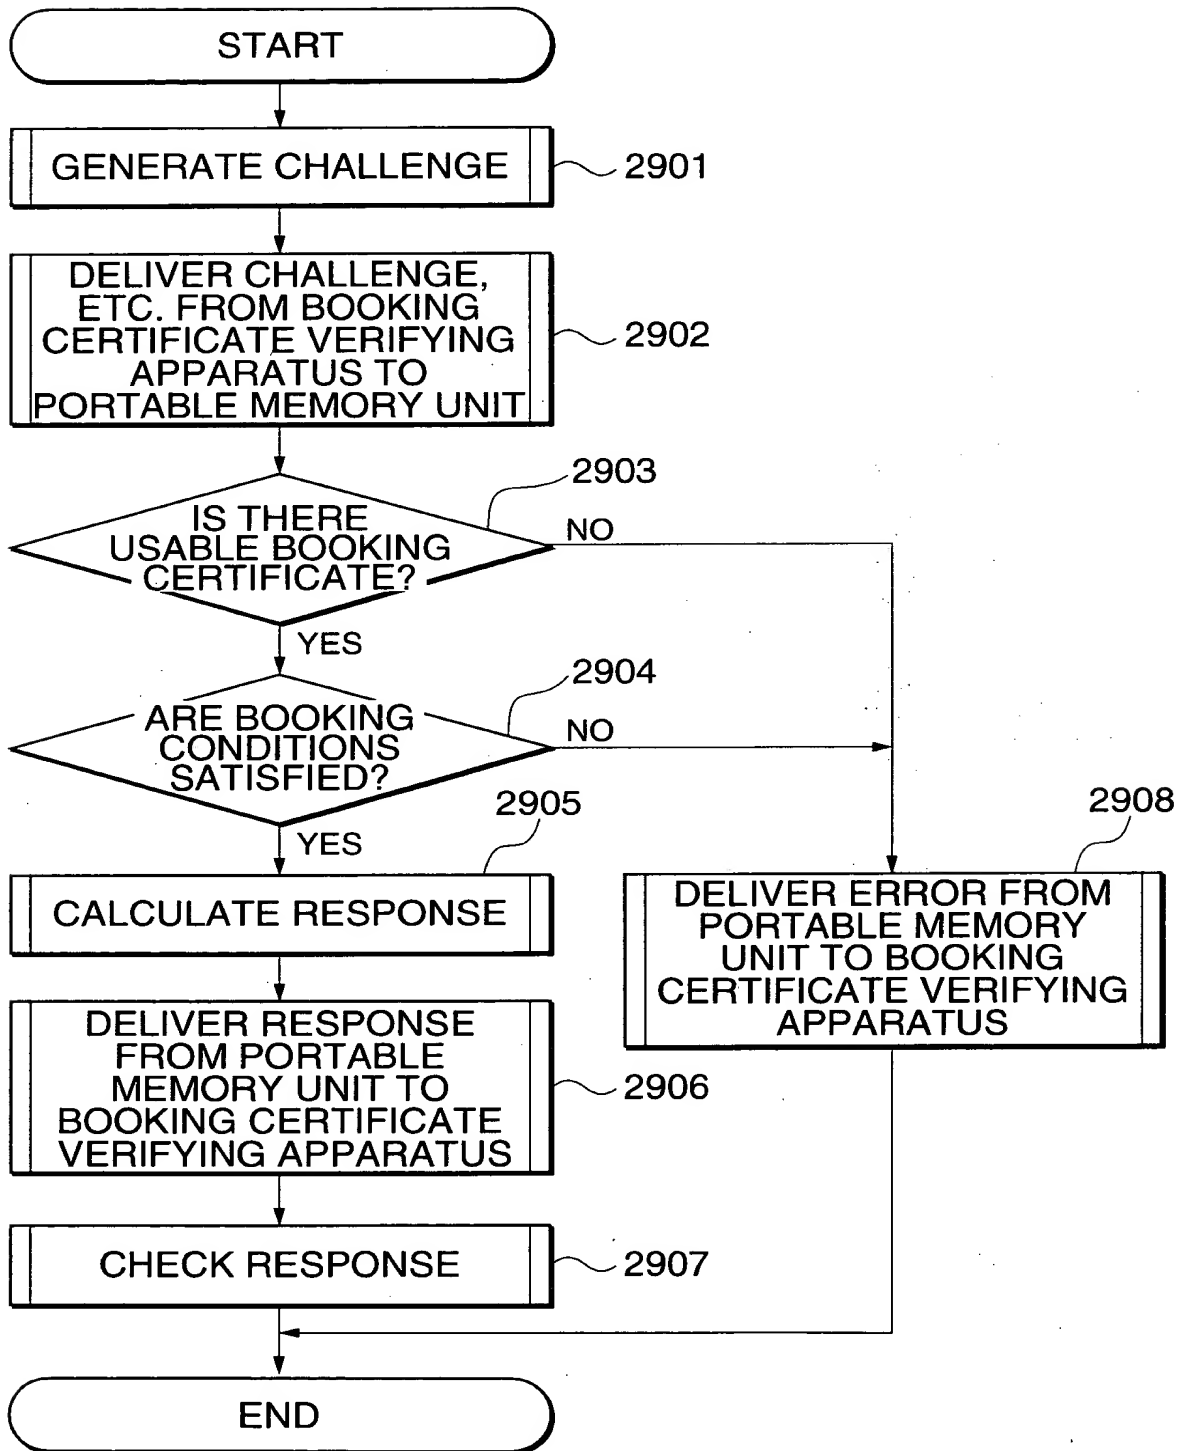 START
GENERATE CHALLENGE
2901
DELIVER CHALLENGE,
ETC. FROM BOOKING
CERTIFICATE VERIFYING
APPARATUS TO
PORTABLE MEMORY UNIT
2902
2903
IS THERE
USABLE BOOKING
CERTIFICATE?
NO
YES
2904
ARE BOOKING
CONDITIONS
SATISFIED?
NO
YES
2905
CALCULATE RESPONSE
2908
DELIVER ERROR FROM
PORTABLE MEMORY
UNIT TO BOOKING
CERTIFICATE VERIFYING
APPARATUS
DELIVER RESPONSE
FROM PORTABLE
MEMORY UNIT TO
BOOKING CERTIFICATE
VERIFYING APPARATUS
2906
CHECK RESPONSE
2907
END